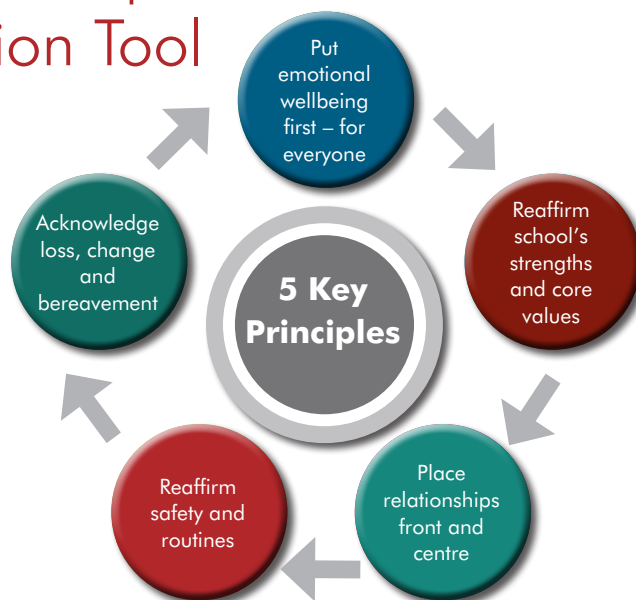 ion Tool
Put
emotional
wellbeing
first – for
everyone
Reaffirm
school's
strengths
and core
values
Place
relationships
front and
centre
Reaffirm
safety and
routines
Acknowledge
loss, change
and
bereavement
5 Key
Principles